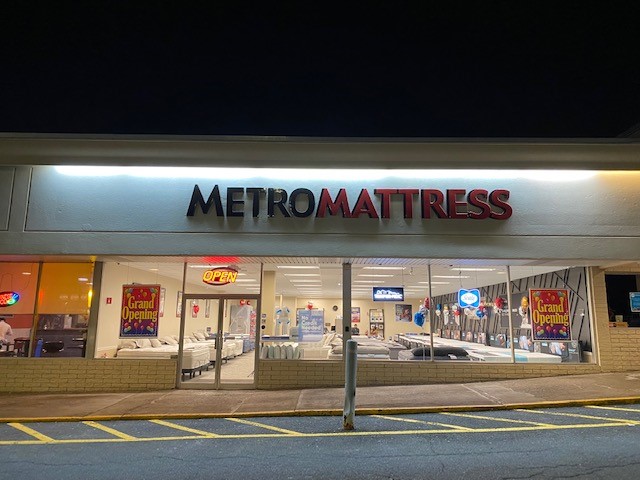 METROMATTRESS
OPEN
Grand
Opening
Grand
Opening